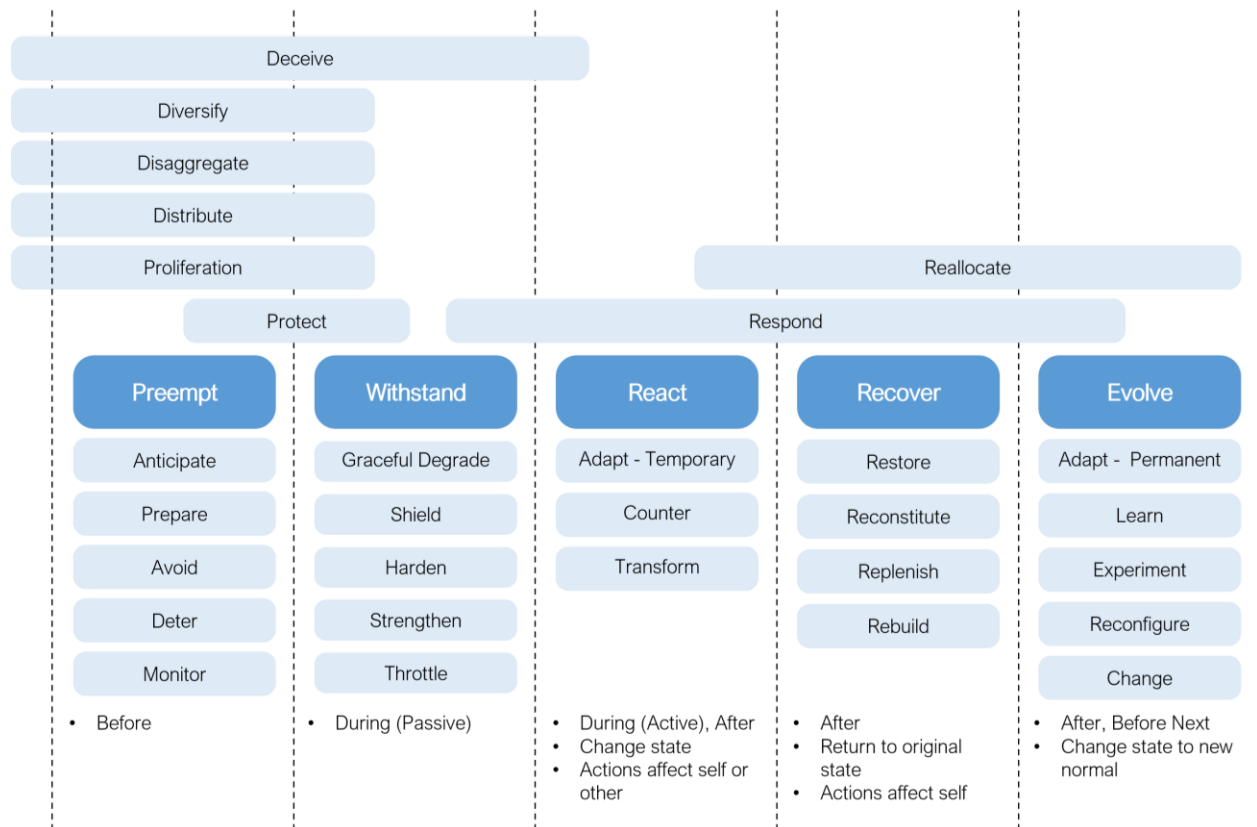 Deceive
Diversify
Disaggregate
Distribute
Proliferation
Reallocate
Protect
Respond
Preempt
Withstand
React
Recover
Evolve
Anticipate
Prepare
Avoid
Deter
Monitor
Graceful Degrade
Shield
Harden
Strengthen
Throttle
Adapt - Temporary
Counter
Transform
Restore
Reconstitute
Replenish
Rebuild
Adapt - Permanent
Learn
Experiment
Reconfigure
Change
• Before
• During (Passive)
• During (Active), After
• Change state
• Actions affect self or
other
• After
• Return to original
state
• Actions affect self
• After, Before Next
• Change state to new
normal